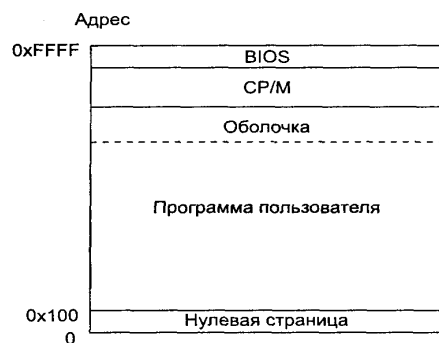 Адрес
0xFFFF
BIOS
CP/M
Оболочка
Программа пользователя
0x100
Нулевая страница
0